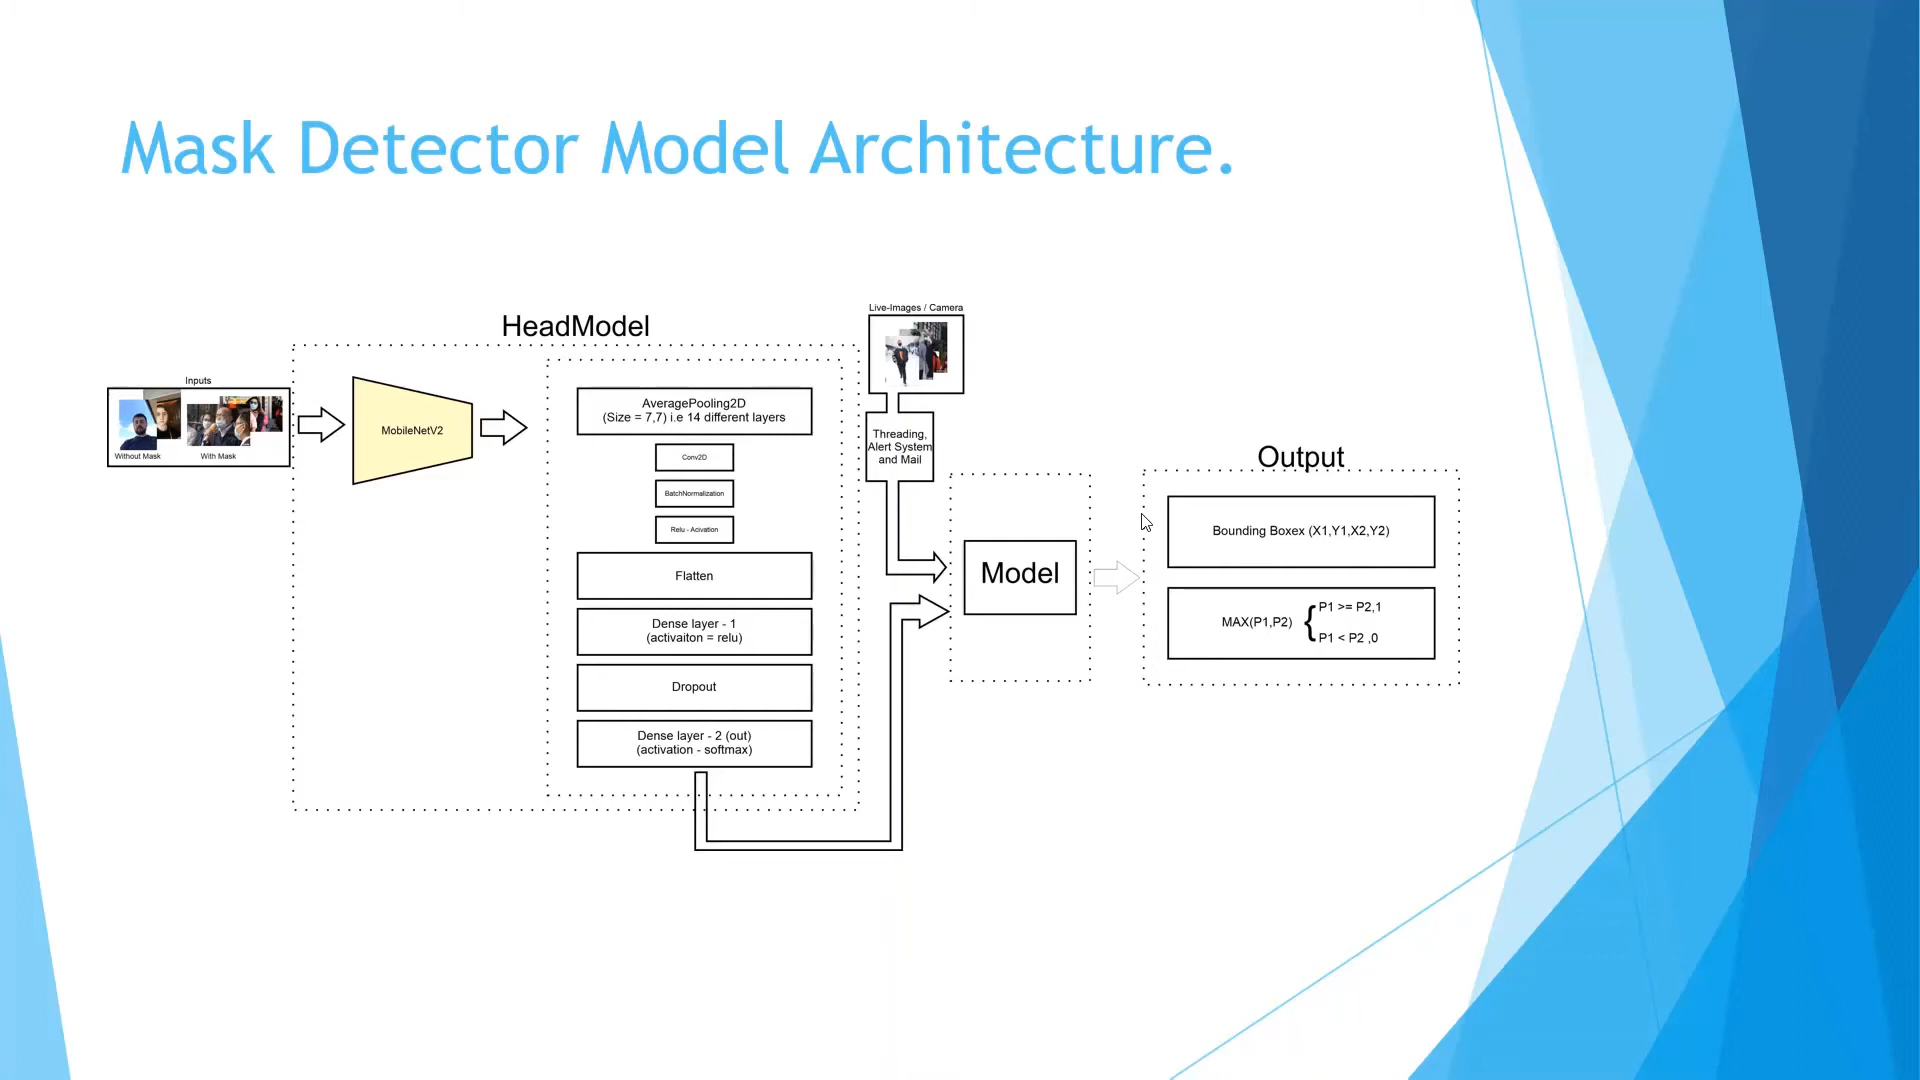 Mask Detector Model Architecture.
HeadModel
Inputs
Without Mask
With Mask
MobileNetV2
AveragePooling2D
(Size = 7,7) i.e 14 different layers
Conv2D
BatchNormalization
Relu - Acivation
Flatten
Dense layer - 1
(activaiton = relu)
Dropout
Dense layer - 2 (out)
(activation - softmax)
Live-Images / Camera
Threading,
Alert System
and Mail
Model
Output
Bounding Boxex (X1,Y1,X2,Y2)
MAX(P1,P2) {
P1 >= P2,1
P1 < P2 ,0